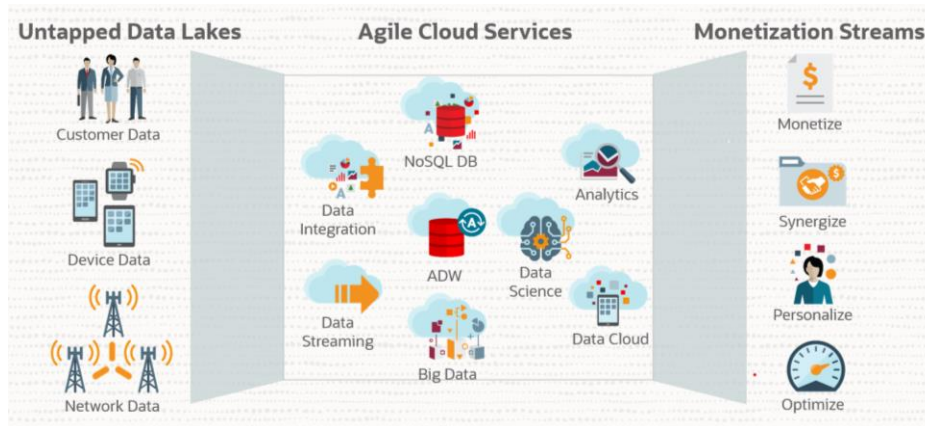 Untapped Data Lakes
Customer Data
Device Data
Network Data
Agile Cloud Services
NoSQL DB
Data
Integration
Analytics
ADW
A
Data
Science
Data
Streaming
Big Data
Data Cloud
Monetization Streams
$
Monetize
$
Synergize
Personalize
Optimize